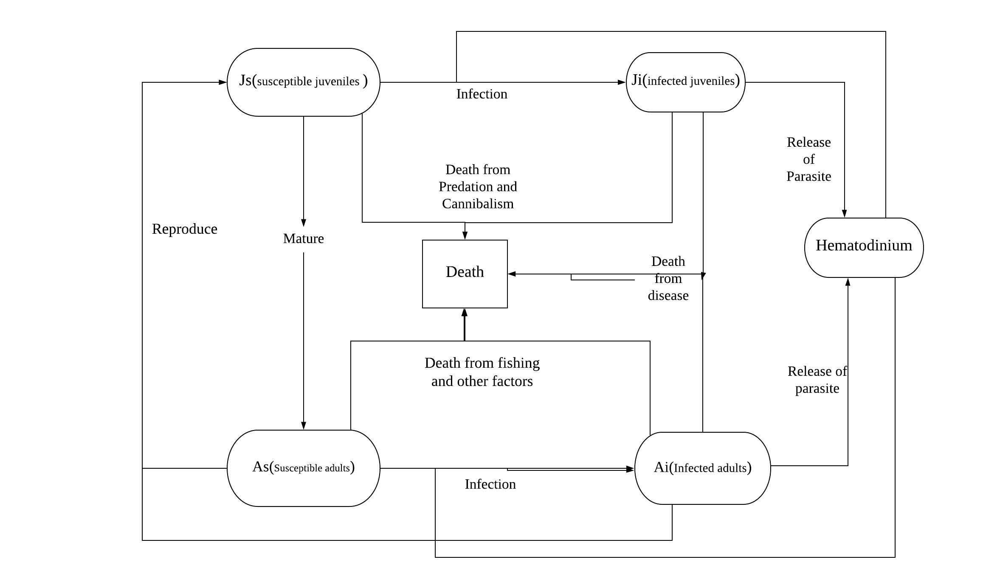 Js(susceptible juveniles )
Ji(infected juveniles)
Infection
Release
of
Parasite
Death from
Predation and
Cannibalism
Reproduce
Mature
Hematodinium
Death
Death
from
disease
Death from fishing
and other factors
Release of
parasite
As(Susceptible adults)
Ai(Infected adults)
Infection